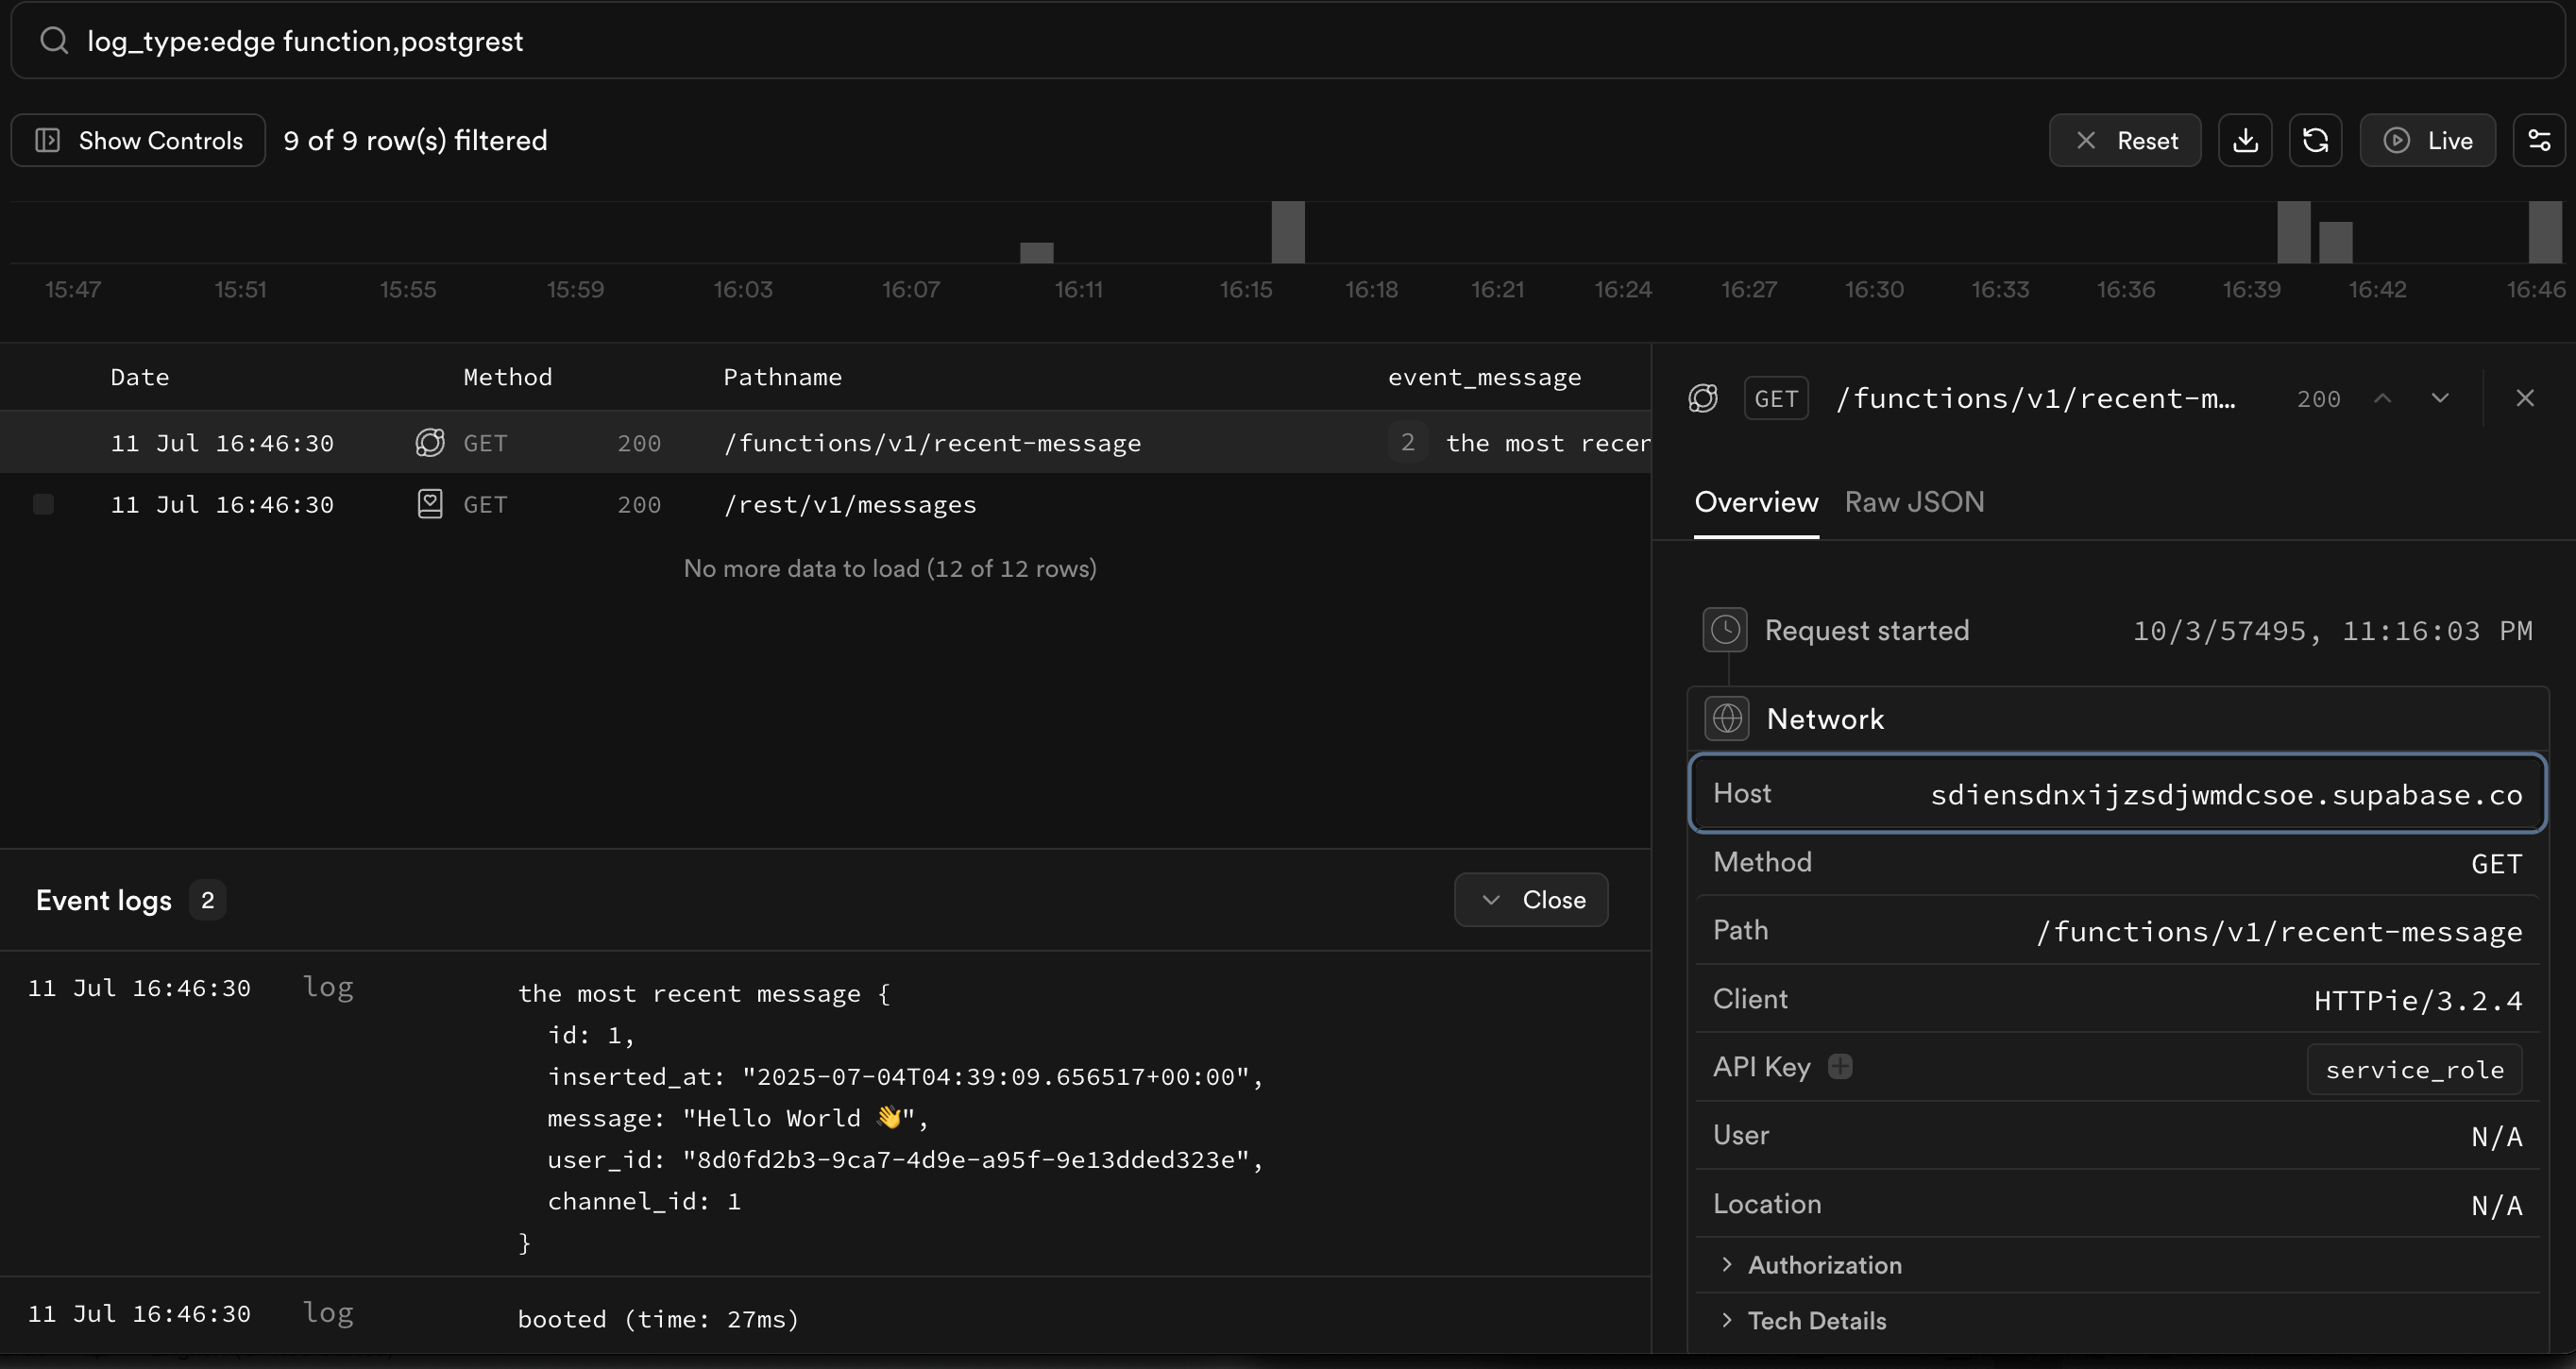 log_type:edge function,postgrest
Show Controls 9 of 9 row(s) filtered Reset Live
15:47 15:51 15:55 15:59 16:03 16:07 16:11 16:15 16:18 16:21 16:24 16:27 16:30 16:33 16:36 16:39 16:42 16:46
Date Method Pathname event_message
11 Jul 16:46:30 GET 200 /functions/v1/recent-message 2 the most recer
11 Jul 16:46:30 GET 200 /rest/v1/messages
No more data to load (12 of 12 rows)
Event logs 2 Close
11 Jul 16:46:30 log the most recent message {
id: 1,
inserted_at: "2025-07-04T04:39:09.656517+00:00",
message: "Hello World 👋",
user_id: "8d0fd2b3-9ca7-4d9e-a95f-9e13dded323e",
channel_id: 1
}
11 Jul 16:46:30 log booted (time: 27ms)
GET /functions/v1/recent-m… 200
Overview Raw JSON
Request started 10/3/57495, 11:16:03 PM
Network
Host sdiensdnxijzsdjwmdcsoe.supabase.co
Method GET
Path /functions/v1/recent-message
Client HTTPie/3.2.4
API Key service_role
User N/A
Location N/A
Authorization
Tech Details